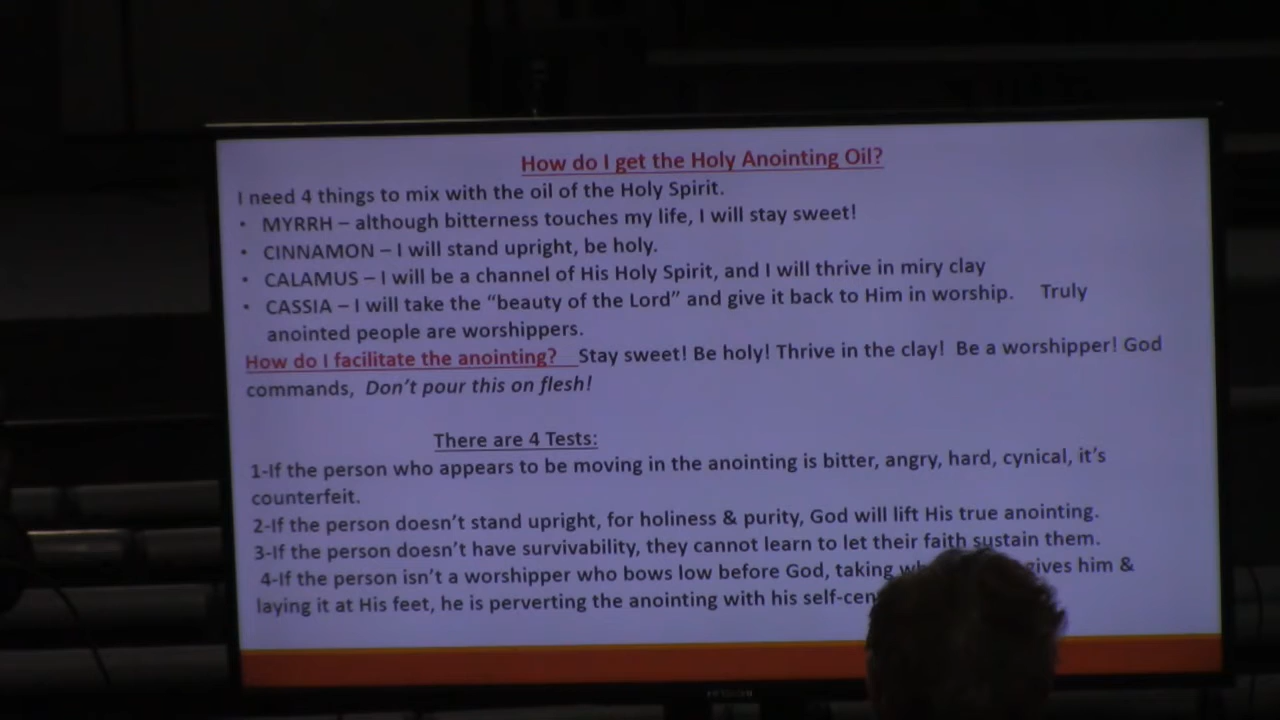 How do I get the Holy Anointing Oil?
I need 4 things to mix with the oil of the Holy Spirit.
• MYRRH – although bitterness touches my life, I will stay sweet!
• CINNAMON – I will stand upright, be holy.
• CALAMUS – I will be a channel of His Holy Spirit, and I will thrive in miry clay
• CASSIA – I will take the “beauty of the Lord” and give it back to Him in worship. Truly
anointed people are worshippers.
How do I facilitate the anointing? Stay sweet! Be holy! Thrive in the clay! Be a worshipper! God
commands, Don’t pour this on flesh!
There are 4 Tests:
1-If the person who appears to be moving in the anointing is bitter, angry, hard, cynical, it’s
counterfeit.
2-If the person doesn’t stand upright, for holiness & purity, God will lift His true anointing.
3-If the person doesn’t have survivability, they cannot learn to let their faith sustain them.
4-If the person isn’t a worshipper who bows low before God, taking gives him &
laying it at His feet, he is perverting the anointing with his